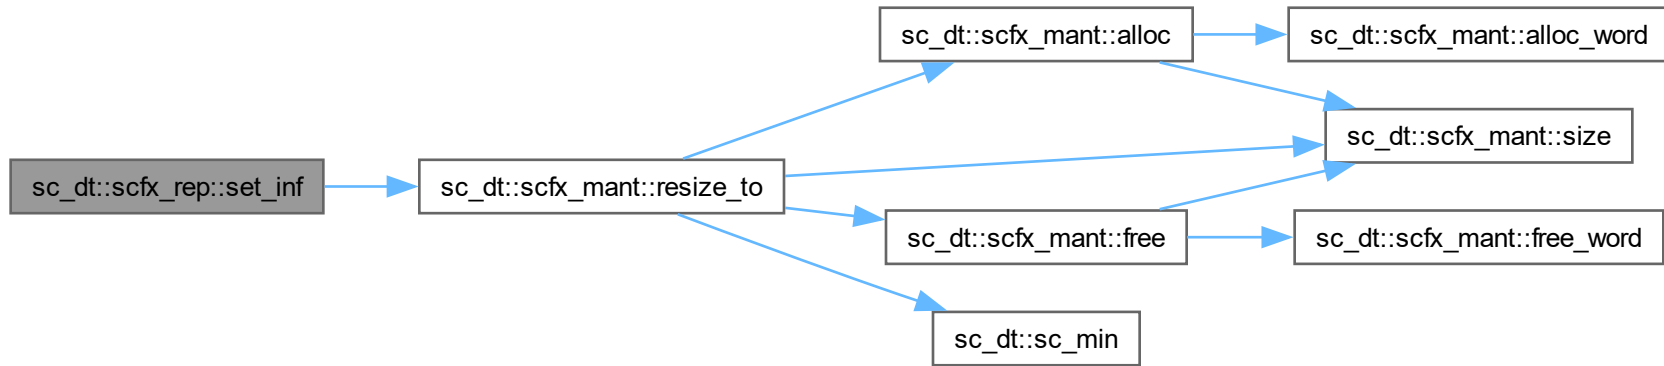 sc_dt::scfx_rep::set_inf
sc_dt::scfx_mant::resize_to
sc_dt::scfx_mant::alloc
sc_dt::scfx_mant::alloc_word
sc_dt::scfx_mant::size
sc_dt::scfx_mant::free
sc_dt::scfx_mant::free_word
sc_dt::sc_min